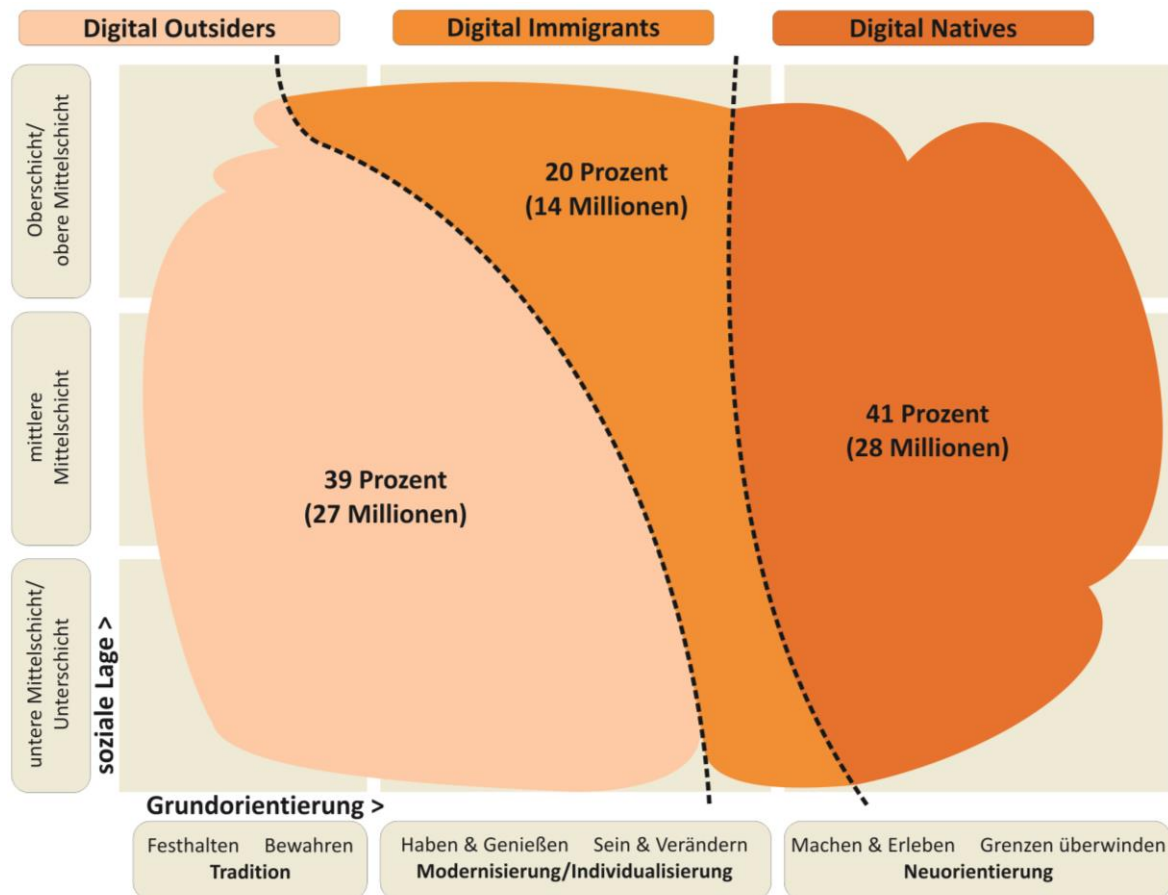 Digital Outsiders
Digital Immigrants
Digital Natives
Oberschicht/
obere Mittelschicht
mittlere
Mittelschicht
untere Mittelschicht/
Unterschicht
soziale Lage >
20 Prozent
(14 Millionen)
41 Prozent
(28 Millionen)
39 Prozent
(27 Millionen)
Grundorientierung >
Festhalten Bewahren
Tradition
Haben & Genießen Sein & Verändern
Modernisierung/Individualisierung
Machen & Erleben Grenzen überwinden
Neuorientierung